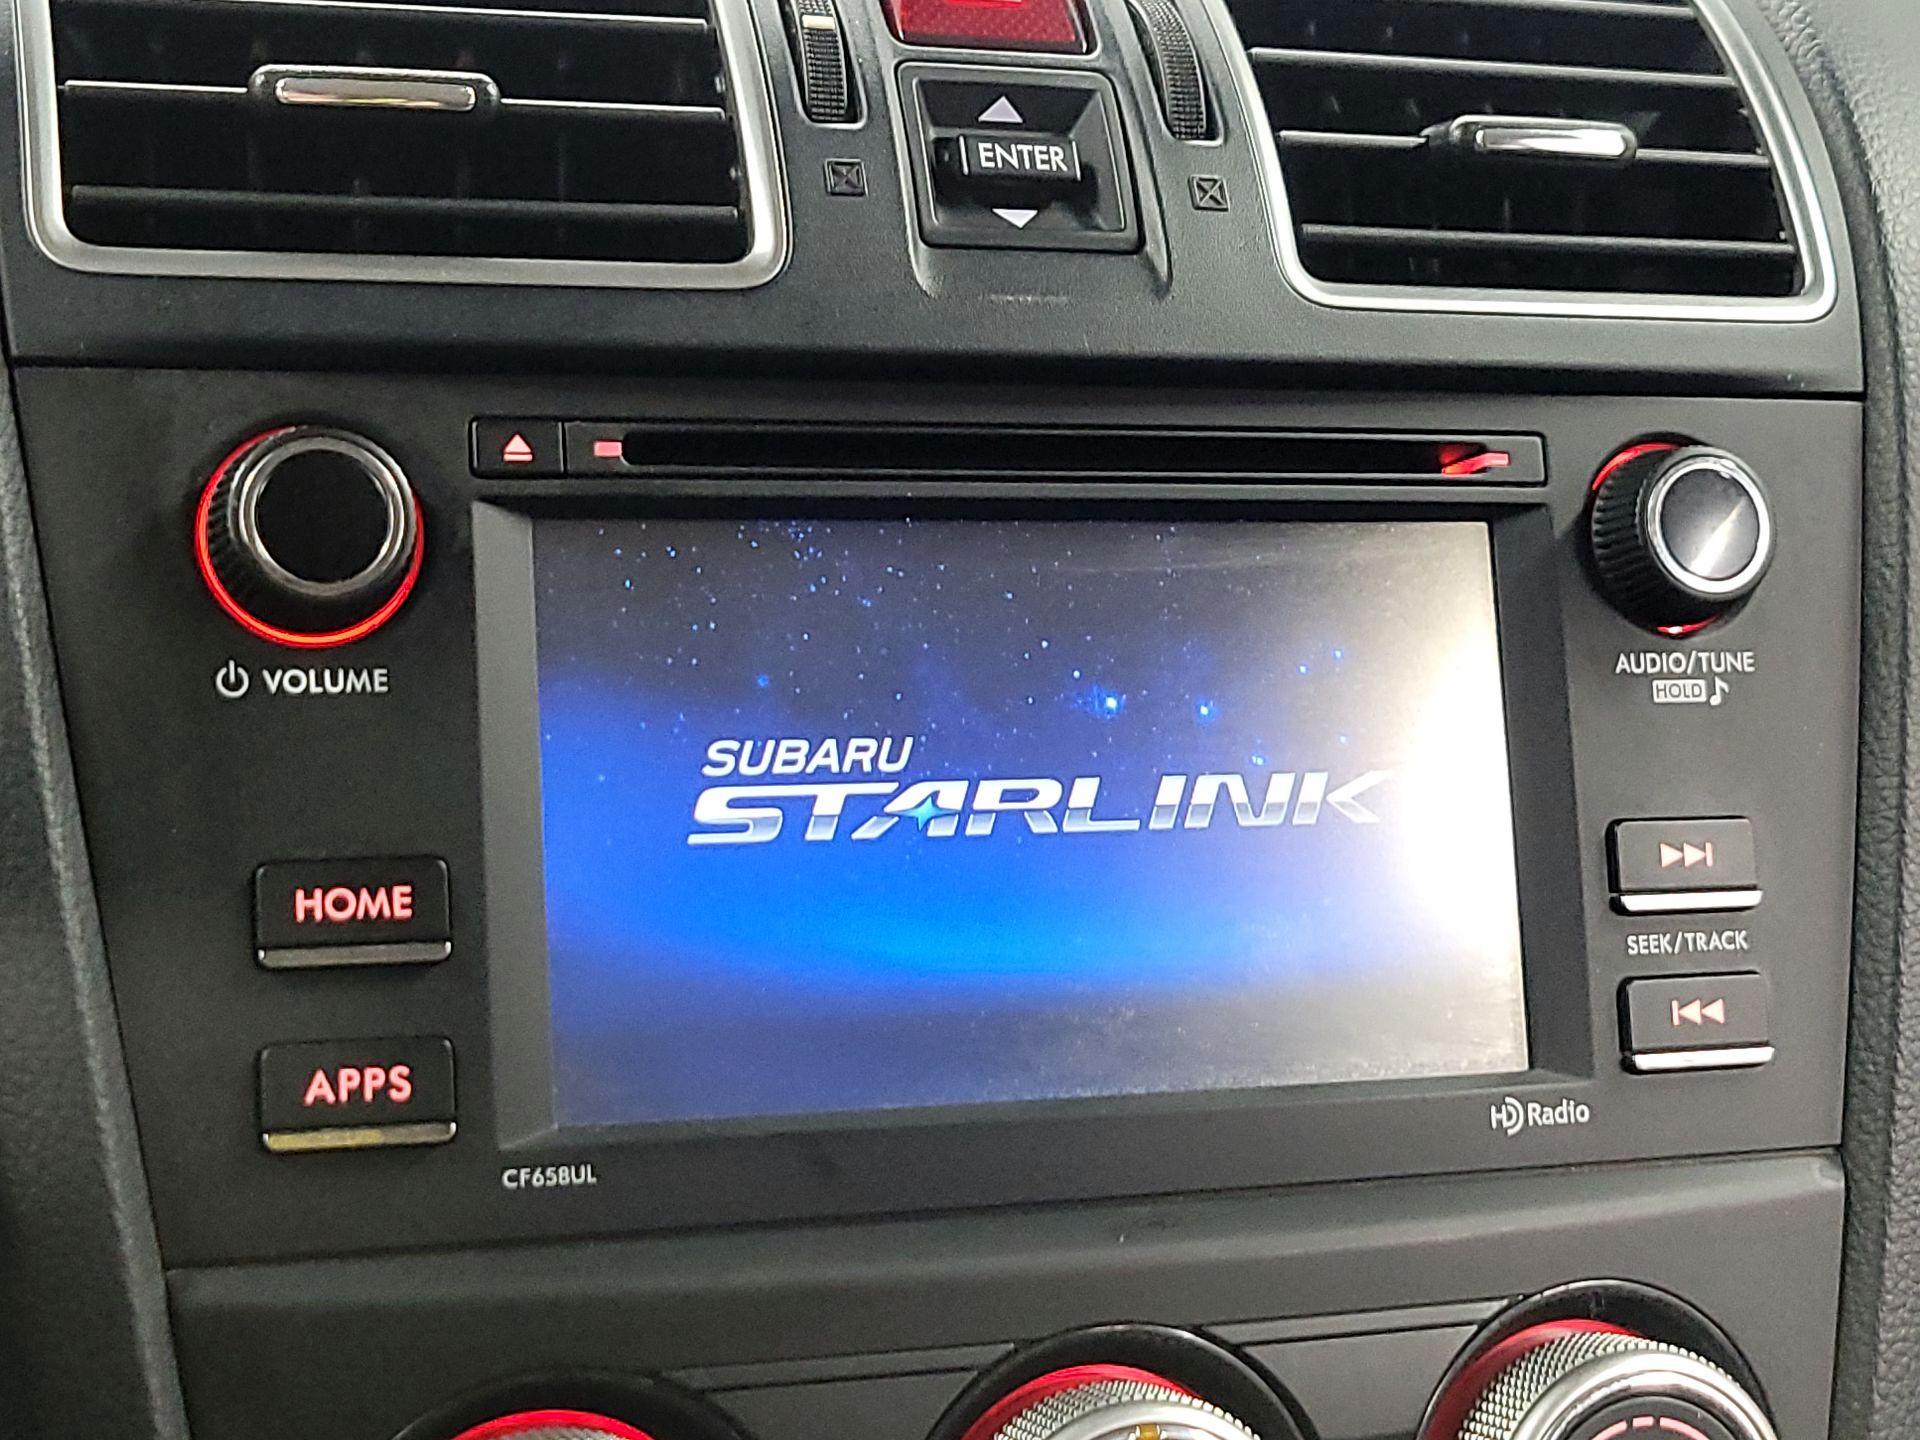 ENTER
VOLUME
AUDIO/TUNE
HOLD
SUBARU
STARLINK
HOME
SEEK/TRACK
APPS
HD Radio
CF658UL